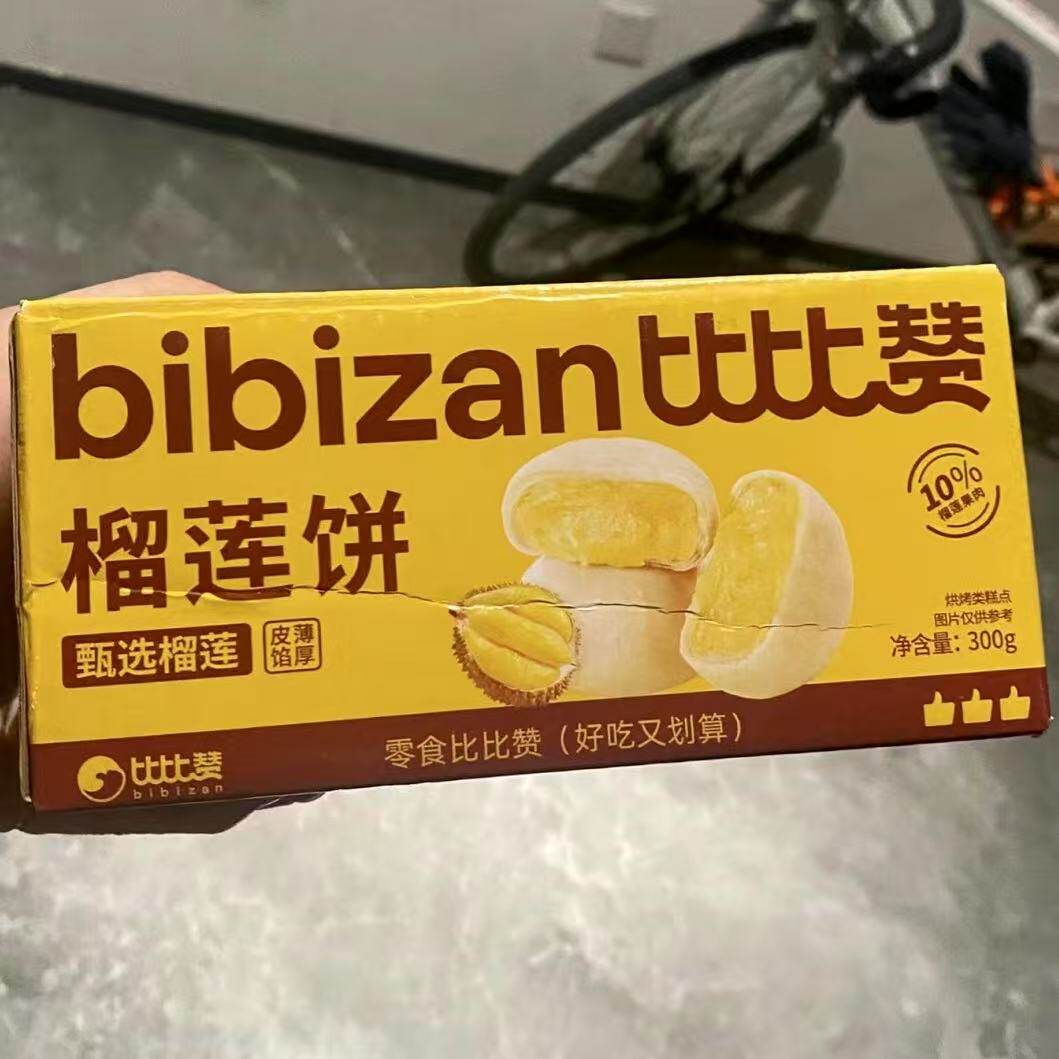 bibizan比比赞
榴莲饼
10%
榴莲果肉
甄选榴莲
皮薄
馅厚
烘烤类糕点
图片仅供参考
净含量：300g
零食比比赞（好吃又划算）
比比赞
bibizan